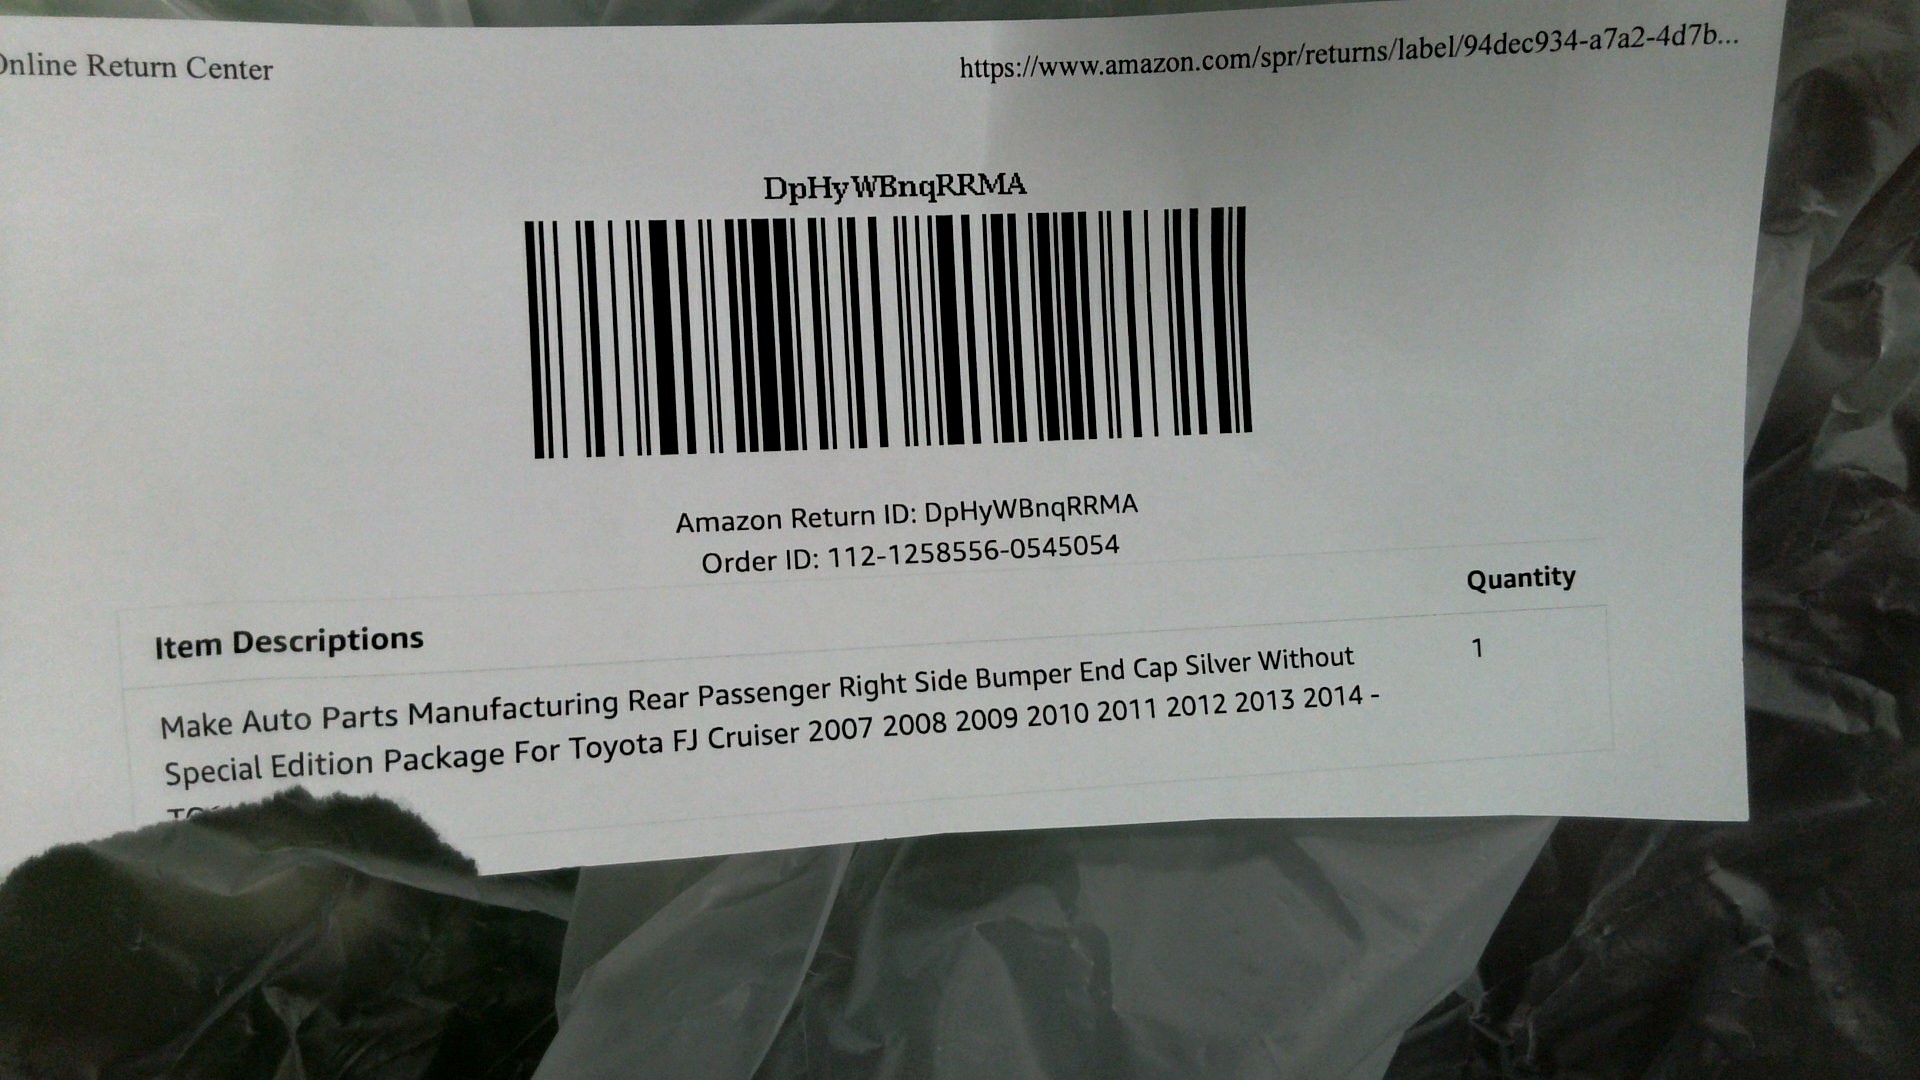 Online Return Center
https://www.amazon.com/spr/returns/label/94dec934-a7a2-4d7b...
DpHyWBnqRRMA
Amazon Return ID: DpHyWBnqRRMA
Order ID: 112-1258556-0545054
Item Descriptions
Quantity
Make Auto Parts Manufacturing Rear Passenger Right Side Bumper End Cap Silver Without
1
Special Edition Package For Toyota FJ Cruiser 2007 2008 2009 2010 2011 2012 2013 2014 -